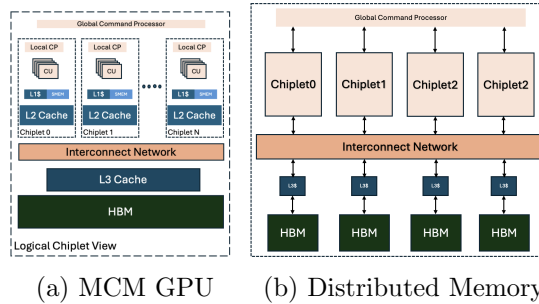 Global Command Processor
Local CP
Local CP
Local CP
CU
CU
CU
L1$ SMEM
L1$ SMEM
L1$ SMEM
L2 Cache
L2 Cache
L2 Cache
Chiplet 0
Chiplet 1
Chiplet N
Interconnect Network
L3 Cache
HBM
Logical Chiplet View
(a) MCM GPU
Global Command Processor
Chiplet0
Chiplet1
Chiplet2
Chiplet2
Interconnect Network
L3$
L3$
L3$
L3$
HBM
HBM
HBM
HBM
(b) Distributed Memory